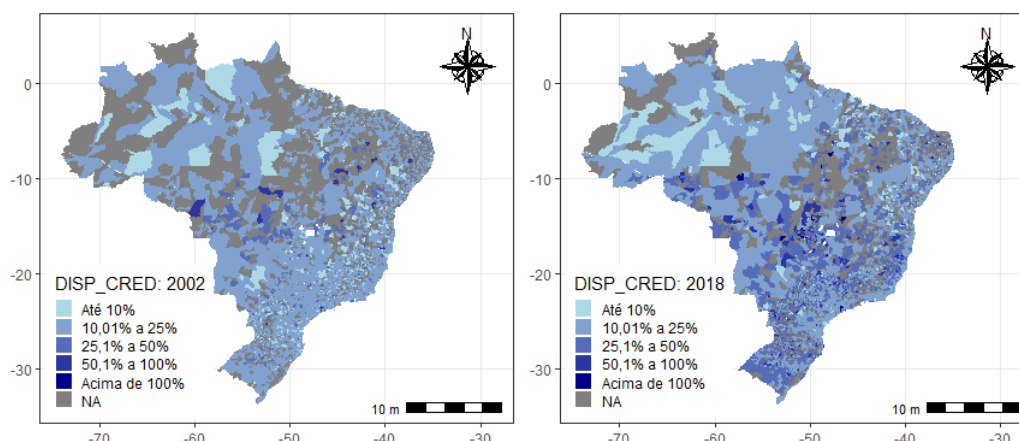 N
0
-10
-20
-30
DISP_CRED: 2002
Até 10%
10,01% a 25%
25,1% a 50%
50,1% a 100%
Acima de 100%
NA
10 m
-70
-60
-50
-40
-30
N
0
-10
-20
-30
DISP_CRED: 2018
Até 10%
10,01% a 25%
25,1% a 50%
50,1% a 100%
Acima de 100%
NA
10 m
-70
-60
-50
-40
-30